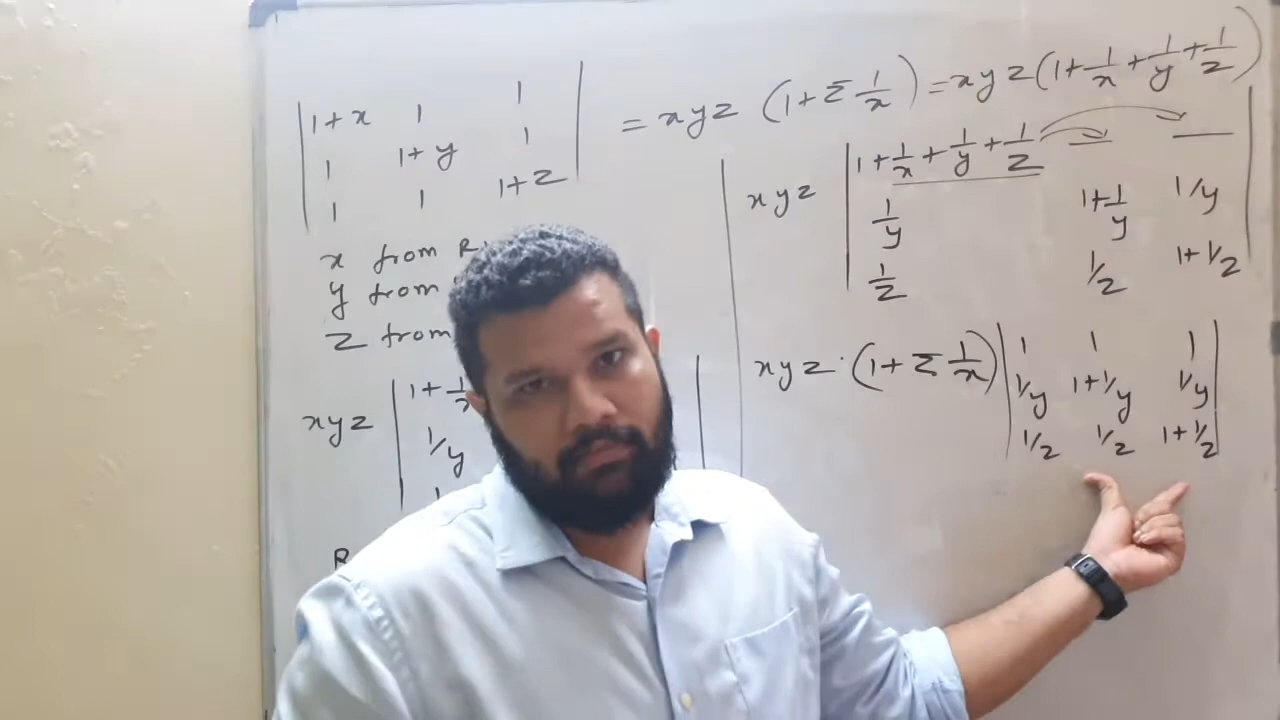 |1+x 1 1|
|1 1+y 1| = xyz (1+Σ 1/x) = xyz(1+1/x+1/y+1/z)
|1 1 1+z|
x from R
y from
z from
xyz |1+1/x
1/y
R
xyz |1+1/x+1/y+1/z — —|
|1/y 1+1/y 1/y|
|1/z 1/z 1+1/z|
xyz·(1+Σ 1/x) |1 1 1|
|1/y 1+1/y 1/y|
|1/z 1/z 1+1/z|